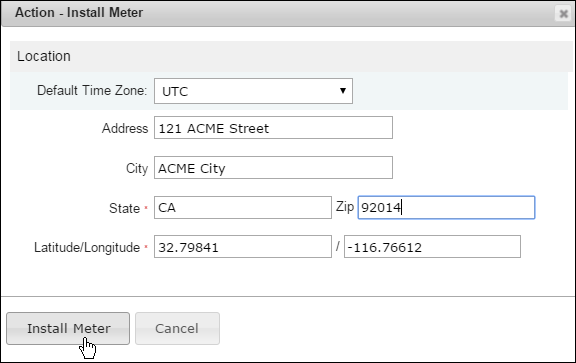 Action - Install Meter
Location
Default Time Zone: UTC
Address 121 ACME Street
City ACME City
State * CA Zip 92014
Latitude/Longitude * 32.79841 / -116.76612
Install Meter Cancel